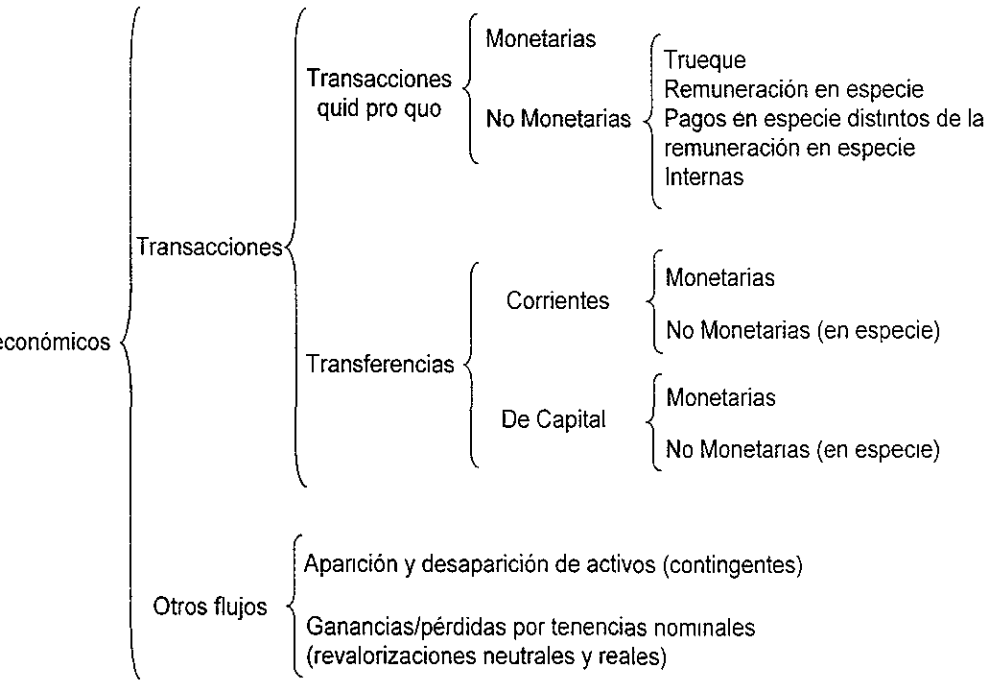 Monetarias
Transacciones
quid pro quo
No Monetarias
Trueque
Remuneración en especie
Pagos en especie distintos de la
remuneración en especie
Internas
Transacciones
Corrientes
Monetarias
No Monetarias (en especie)
económicos
Transferencias
De Capital
Monetarias
No Monetarias (en especie)
Otros flujos
Aparición y desaparición de activos (contingentes)
Ganancias/pérdidas por tenencias nominales
(revalorizaciones neutrales y reales)